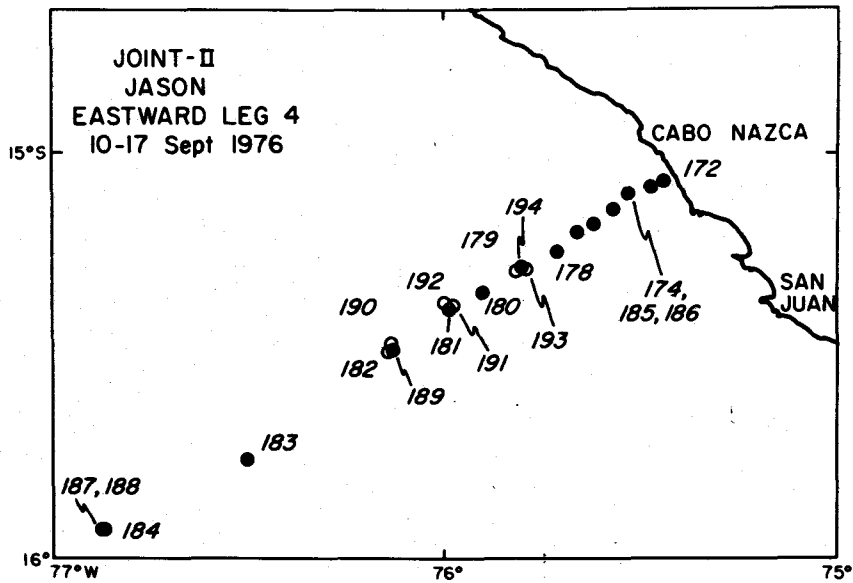 JOINT-II
JASON
EASTWARD LEG 4
10-17 Sept 1976
15°S
CABO NAZCA
172
194
179
178
174,
185, 186
SAN
JUAN
192
180
190
193
181
191
182
189
183
187, 188
184
16°
77°W
76°
75°